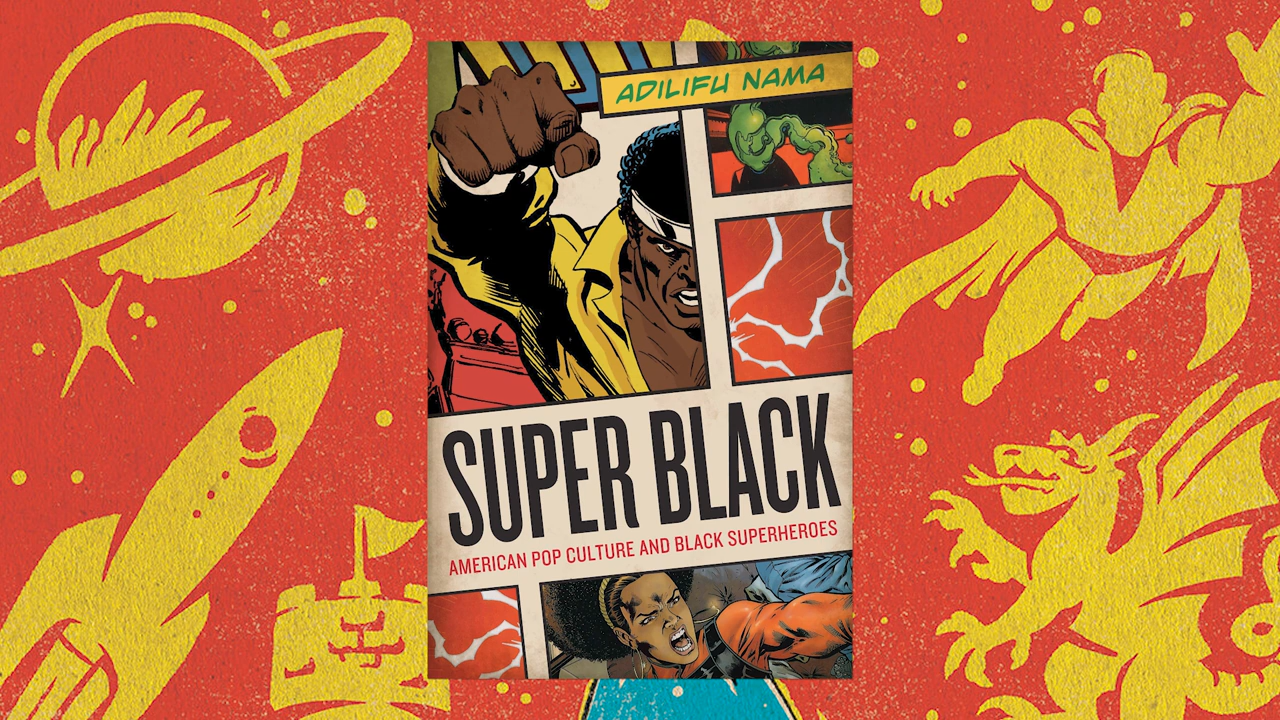 ADILIFU NAMA
SUPER BLACK
AMERICAN POP CULTURE AND BLACK SUPERHEROES